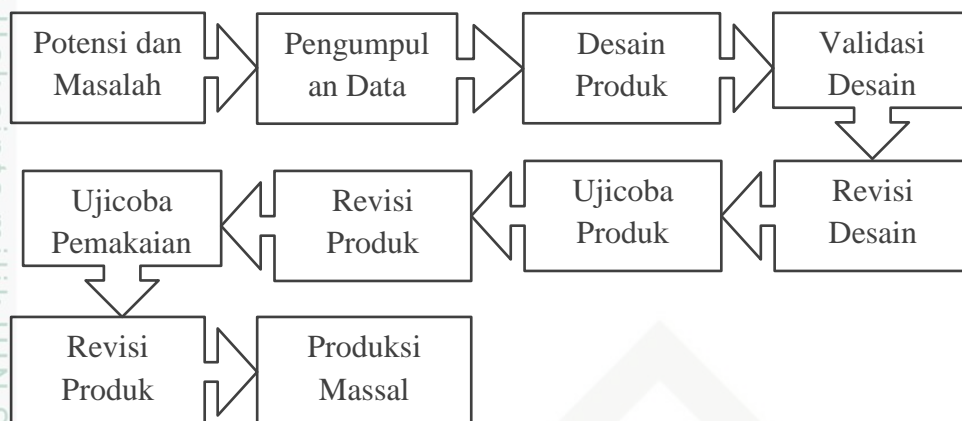 Potensi dan
Masalah
Pengumpul
an Data
Desain
Produk
Validasi
Desain
Revisi
Desain
Ujicoba
Produk
Revisi
Produk
Ujicoba
Pemakaian
Revisi
Produk
Produksi
Massal